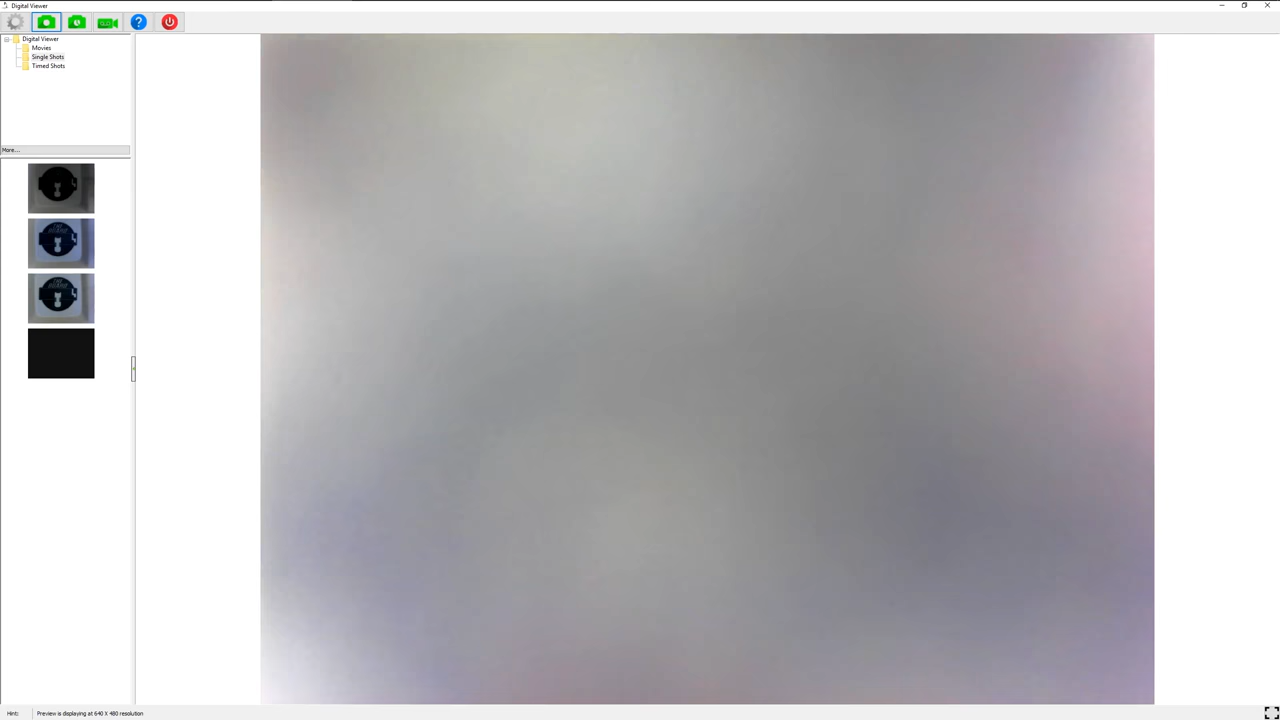 Digital Viewer
Digital Viewer
Movies
Single Shots
Timed Shots
More...
Hint:
Preview is displaying at 640 X 480 resolution